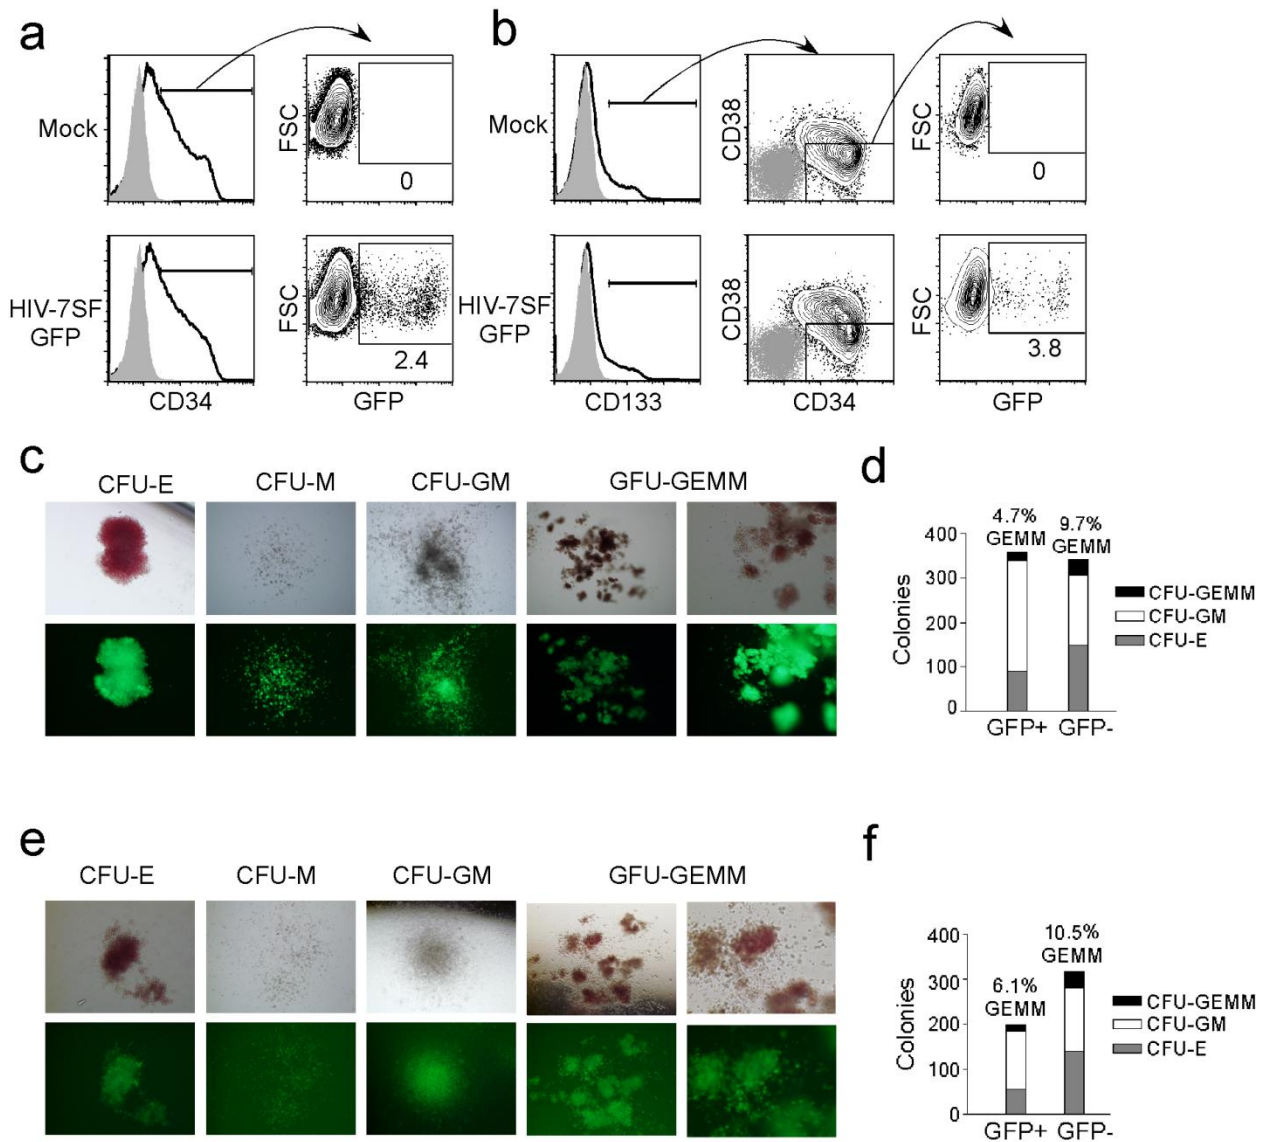 a
b
Mock
FSC
0
Mock
CD38
FSC
0
HIV-7SF
GFP
FSC
2.4
HIV-7SF
GFP
CD38
FSC
3.8
CD34
GFP
CD133
CD34
GFP
c
CFU-E
CFU-M
CFU-GM
GFU-GEMM
d
4.7%
GEMM
9.7%
GEMM
400
300
200
100
0
Colonies
CFU-GEMM
CFU-GM
CFU-E
GFP+
GFP-
e
CFU-E
CFU-M
CFU-GM
GFU-GEMM
f
10.5%
GEMM
6.1%
GEMM
400
300
200
100
0
Colonies
CFU-GEMM
CFU-GM
CFU-E
GFP+
GFP-